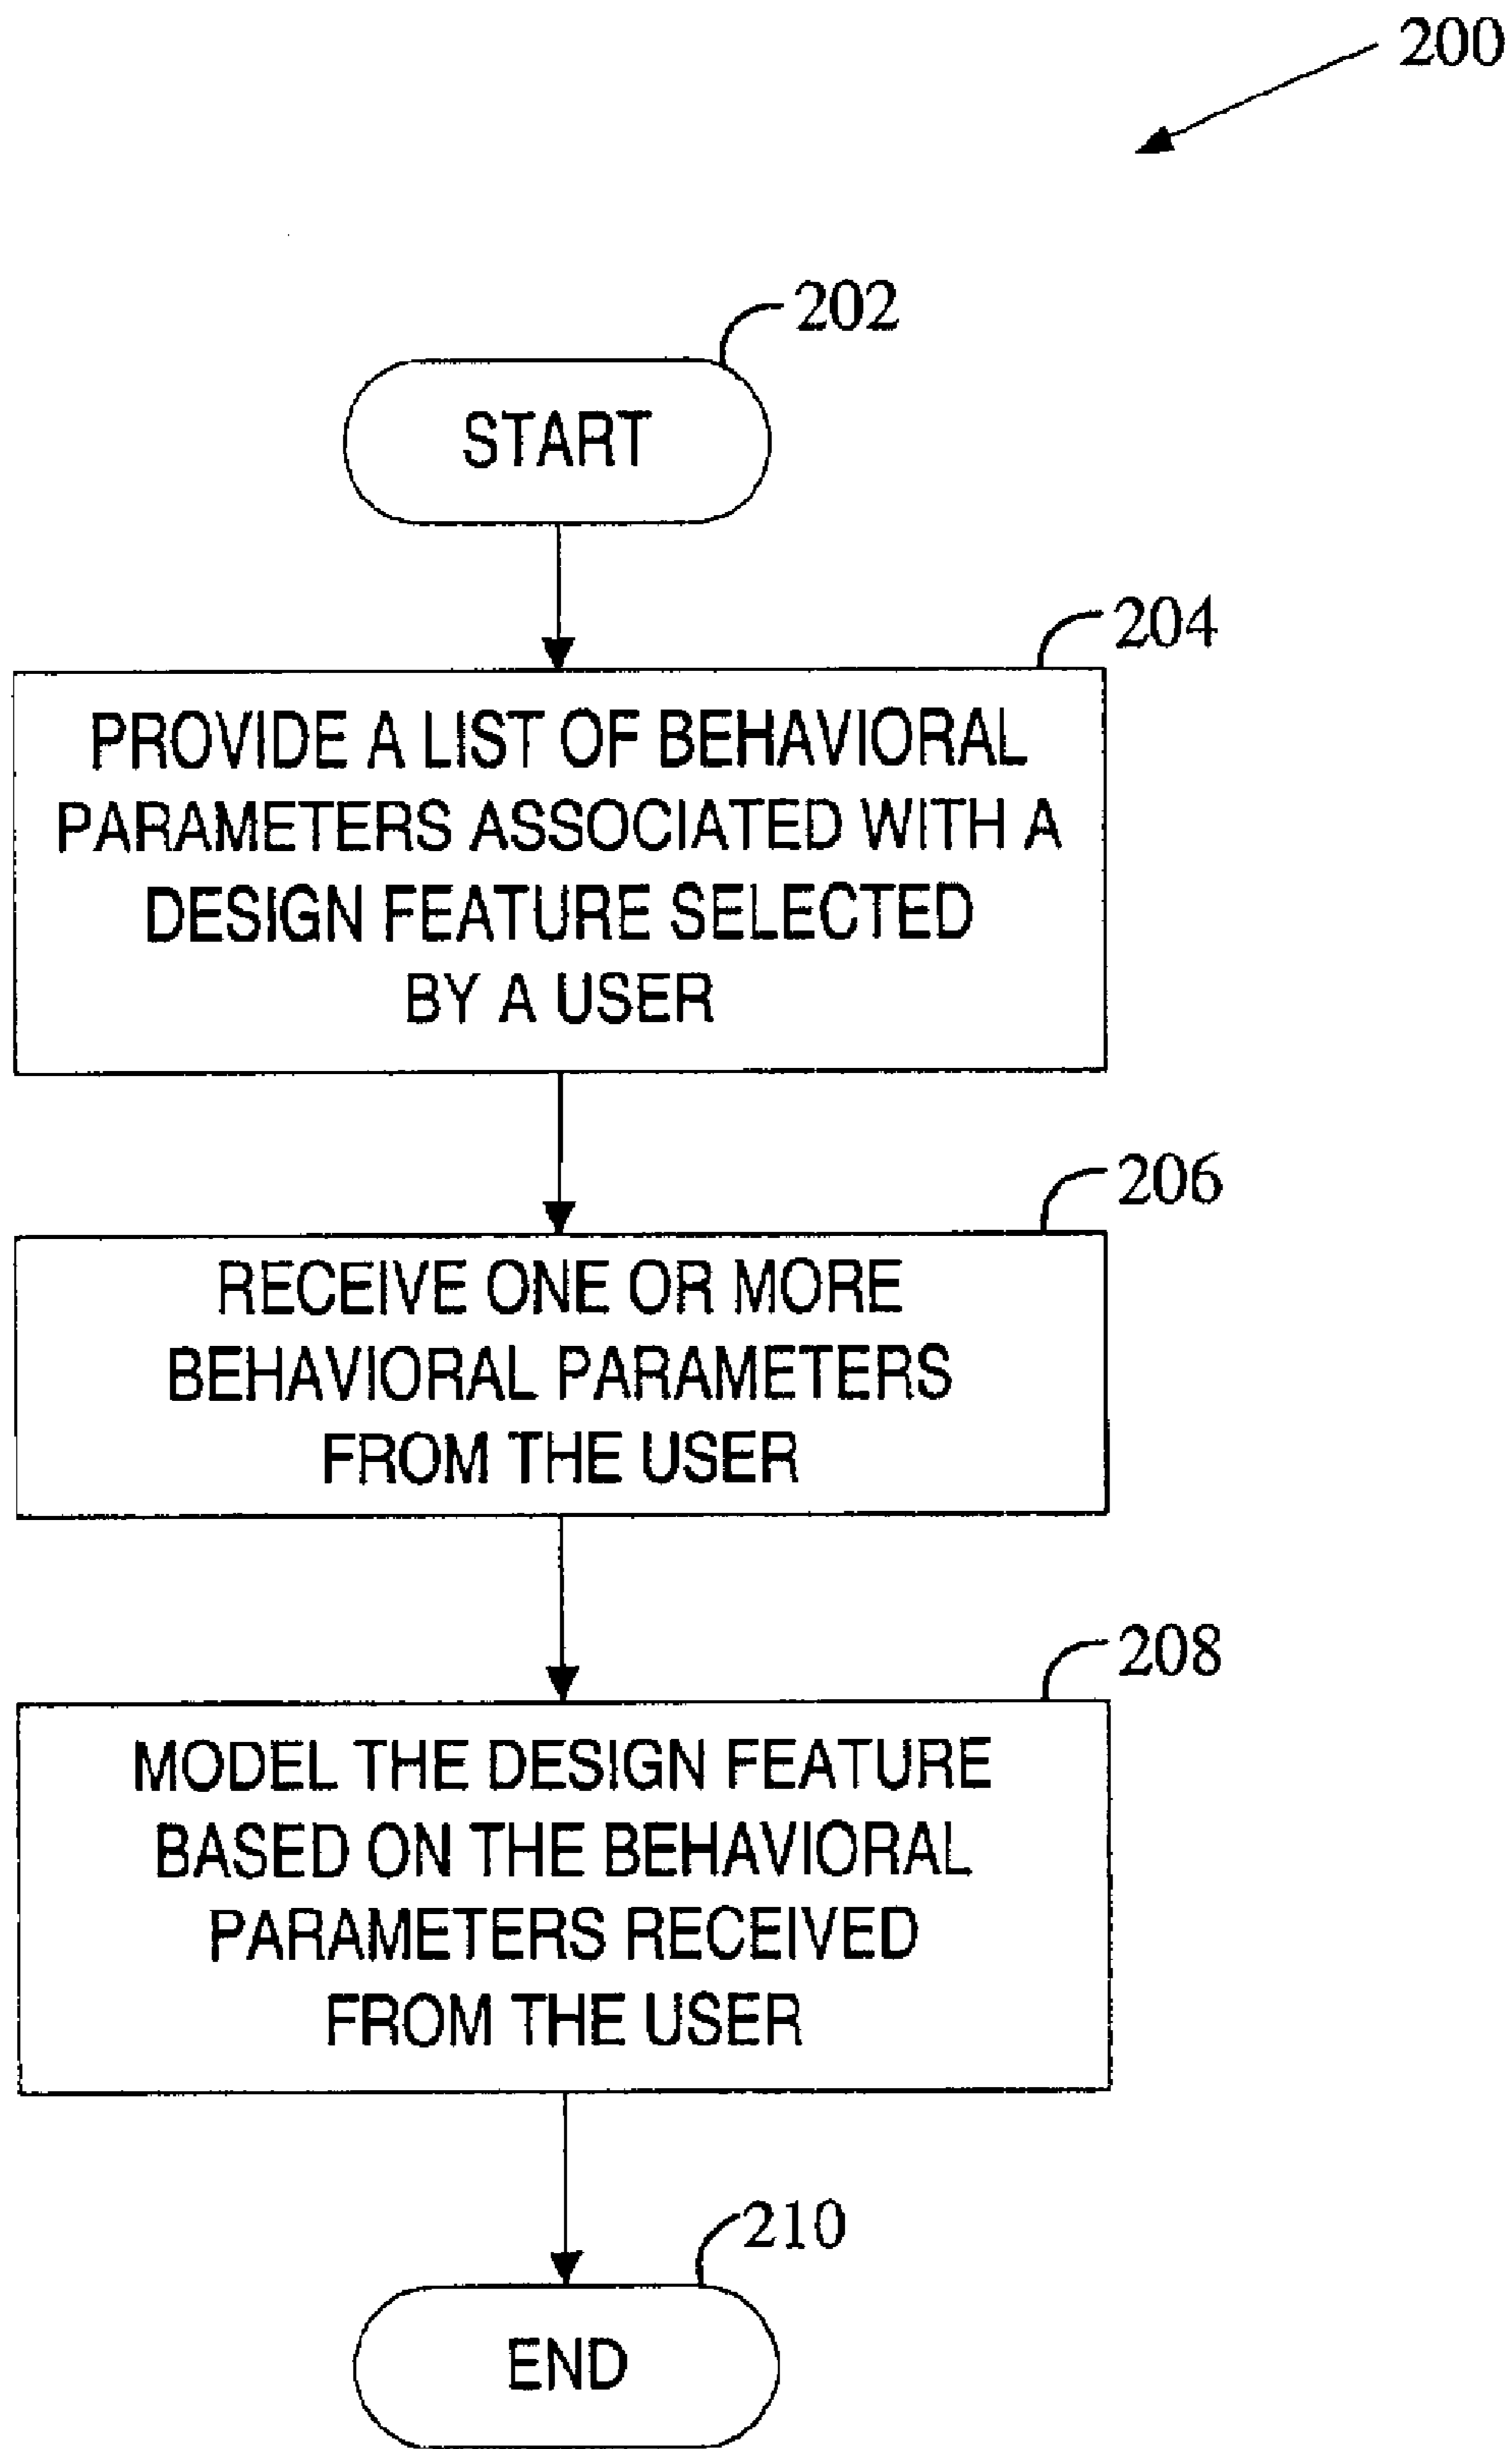 200
202
START
204
PROVIDE A LIST OF BEHAVIORAL
PARAMETERS ASSOCIATED WITH A
DESIGN FEATURE SELECTED
BY A USER
206
RECEIVE ONE OR MORE
BEHAVIORAL PARAMETERS
FROM THE USER
208
MODEL THE DESIGN FEATURE
BASED ON THE BEHAVIORAL
PARAMETERS RECEIVED
FROM THE USER
210
END